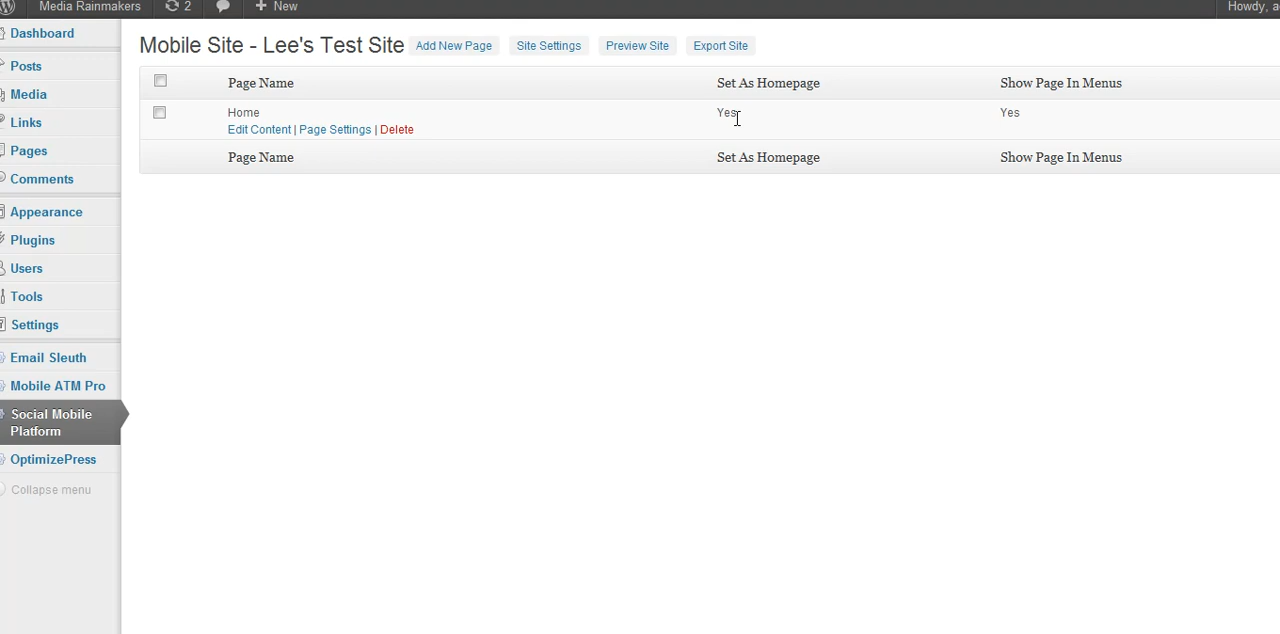 Media Rainmakers 2 + New Howdy, a
Dashboard
Posts
Media
Links
Pages
Comments
Appearance
Plugins
Users
Tools
Settings
Email Sleuth
Mobile ATM Pro
Social Mobile
Platform
OptimizePress
Collapse menu
Mobile Site - Lee's Test Site Add New Page Site Settings Preview Site Export Site
Page Name Set As Homepage Show Page In Menus
Home Yes Yes
Edit Content | Page Settings | Delete
Page Name Set As Homepage Show Page In Menus